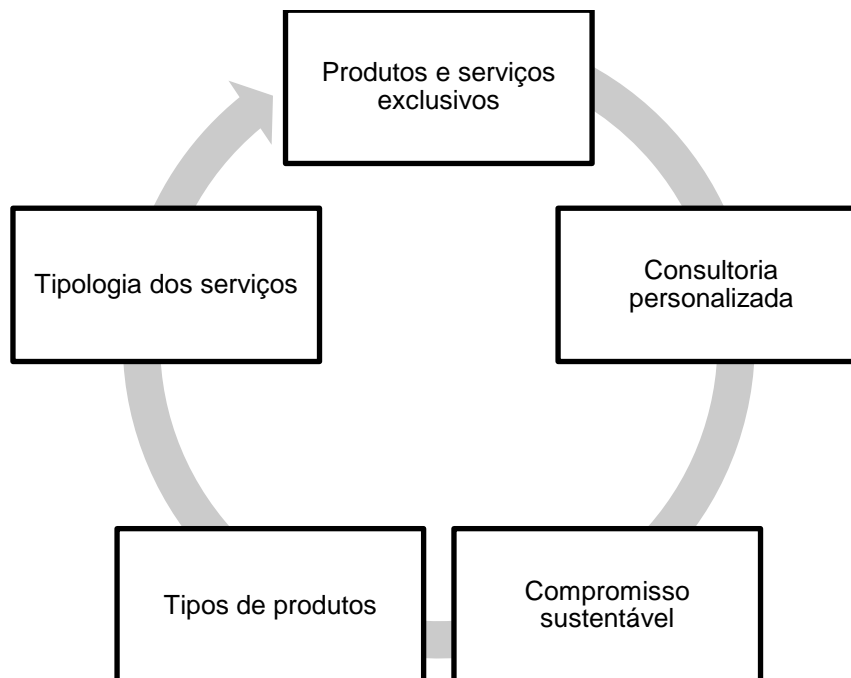 Produtos e serviços
exclusivos
Consultoria
personalizada
Compromisso
sustentável
Tipos de produtos
Tipologia dos serviços